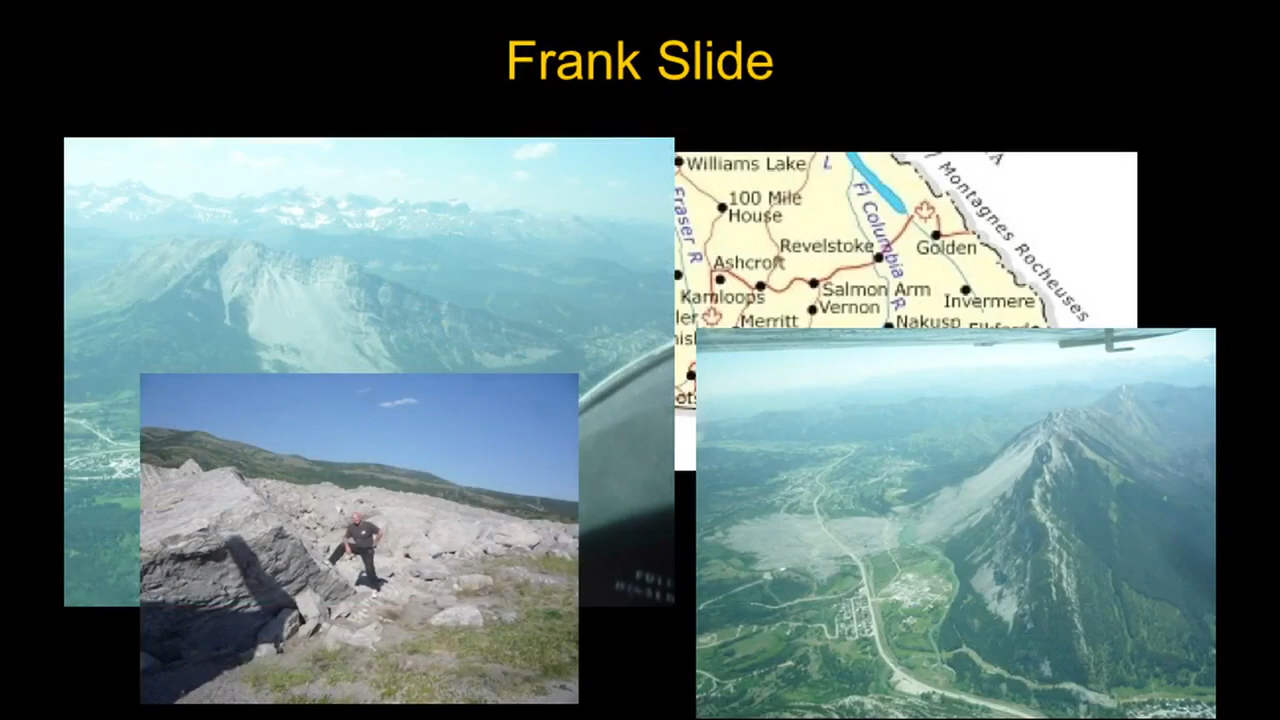 Frank Slide
Williams Lake
100 Mile
House
Fraser R
Fl Columbia R
Montagnes Rocheuses
Revelstoke
Golden
Ashcroft
Kamloops
Salmon Arm
Invermere
Vernon
Merritt
Nakusp